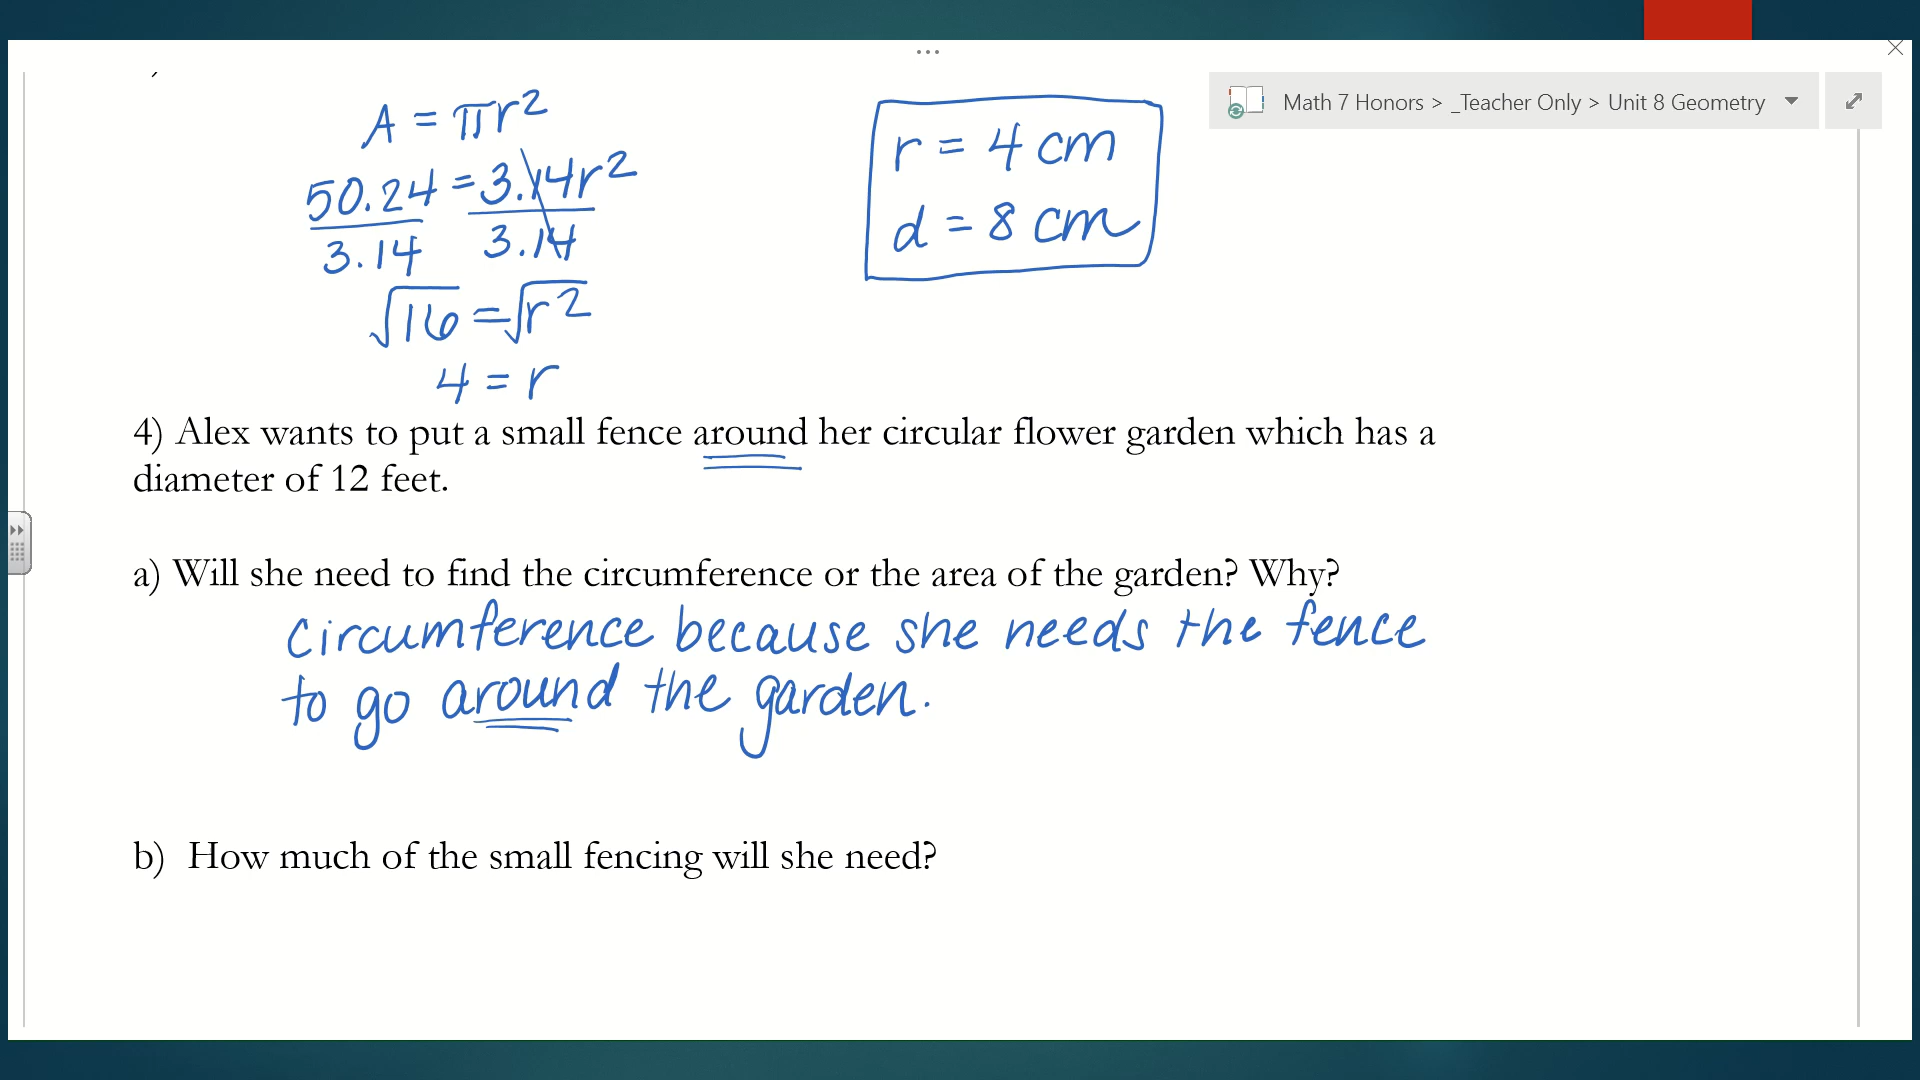 Math 7 Honors > _Teacher Only > Unit 8 Geometry
A = πr²
50.24 = 3.14r²
3.14 3.14
√16 = √r²
4 = r
r = 4 cm
d = 8 cm
4) Alex wants to put a small fence around her circular flower garden which has a
diameter of 12 feet.
a) Will she need to find the circumference or the area of the garden? Why?
circumference because she needs the fence
to go around the garden.
b) How much of the small fencing will she need?